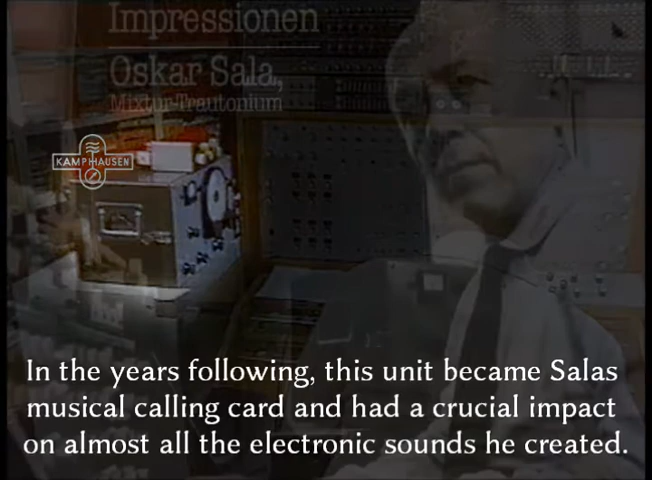 Impressionen
Oskar Sala,
Mixtur-Trautonium
KAMPHAUSEN
In the years following, this unit became Salas
musical calling card and had a crucial impact
on almost all the electronic sounds he created.